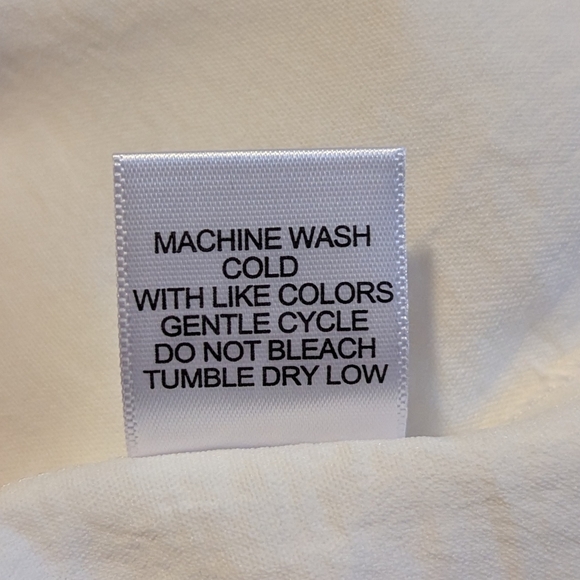 MACHINE WASH
COLD
WITH LIKE COLORS
GENTLE CYCLE
DO NOT BLEACH
TUMBLE DRY LOW